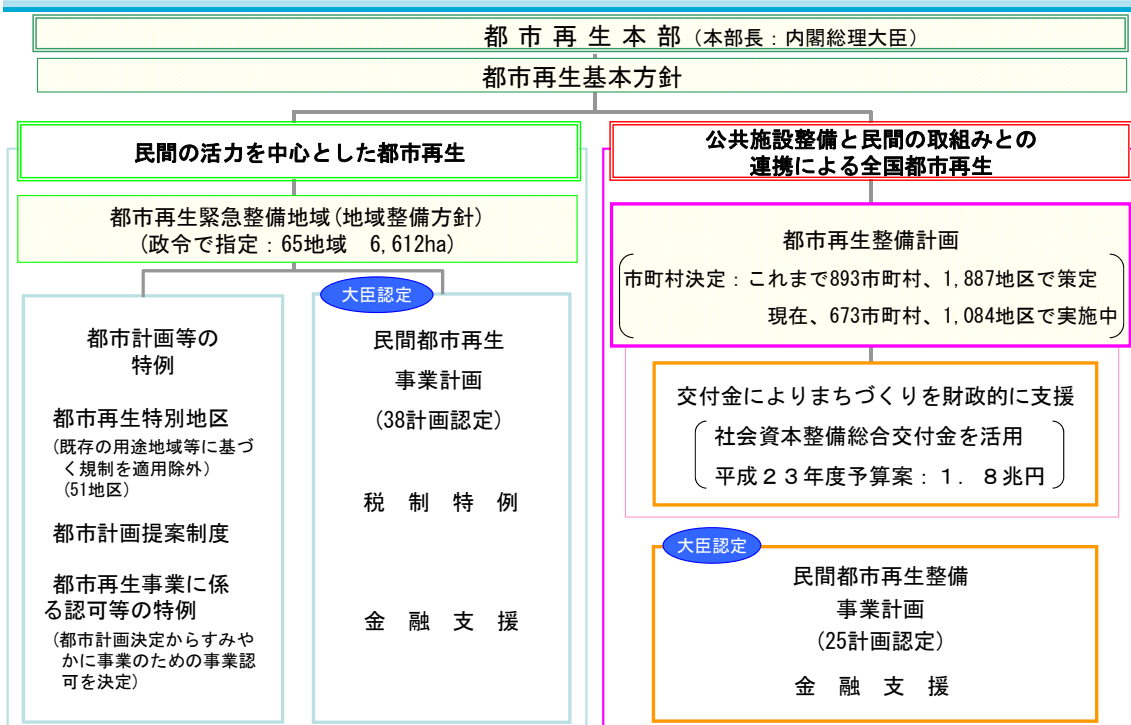 都市再生本部(本部長:内閣総理大臣)
都市再生基本方針
民間の活力を中心とした都市再生
都市再生緊急整備地域(地域整備方針)
(政令で指定:65地域 6,612ha)
都市計画等の
特例
都市再生特別地区
(既存の用途地域等に基づ
く規制を適用除外)
(51地区)
都市計画提案制度
都市再生事業に係
る認可等の特例
(都市計画決定からすみや
かに事業のための事業認
可を決定)
大臣認定
民間都市再生
事業計画
(38計画認定)
税制特例
金融支援
公共施設整備と民間の取組みとの
連携による全国都市再生
都市再生整備計画
市町村決定:これまで893市町村、1,887地区で策定
現在、673市町村、1,084地区で実施中
交付金によりまちづくりを財政的に支援
社会資本整備総合交付金を活用
平成23年度予算案:1.8兆円
大臣認定
民間都市再生整備
事業計画
(25計画認定)
金融支援